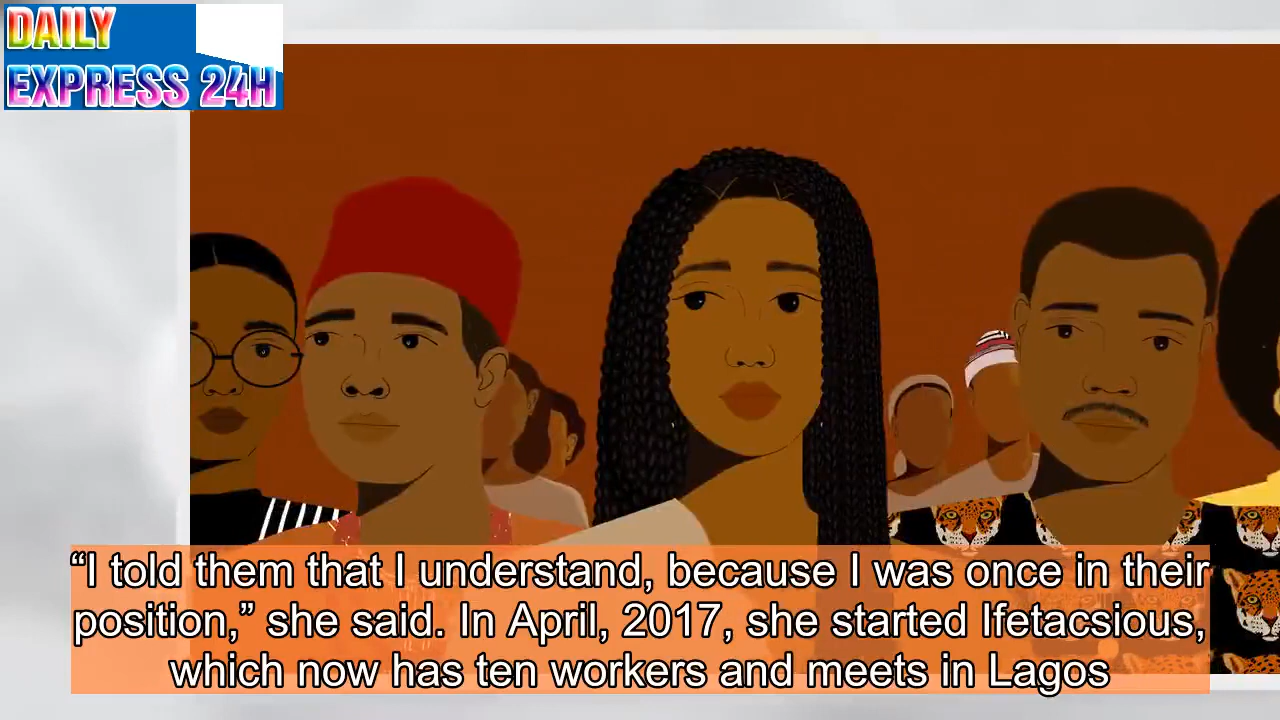 DAILY
EXPRESS 24H
“I told them that I understand, because I was once in their
position,” she said. In April, 2017, she started Ifetacsious,
which now has ten workers and meets in Lagos